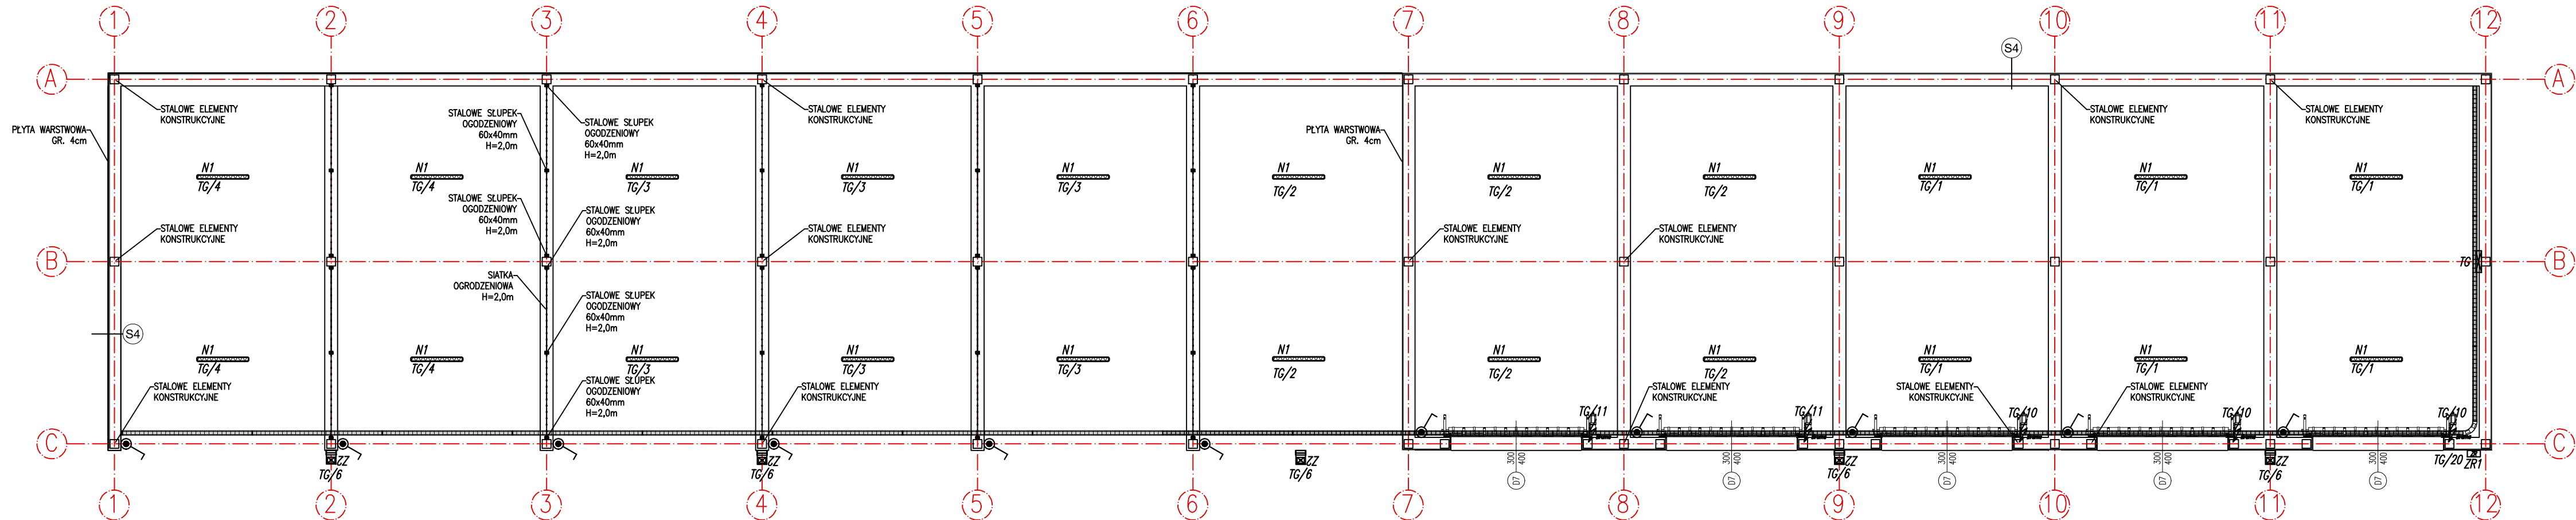 1 2 3 4 5 6 7 8 9 10 11 12
S4
A A
STALOWE ELEMENTY
KONSTRUKCYJNE
STALOWE SŁUPEK
OGODZENIOWY
60x40mm
H=2,0m
STALOWE SŁUPEK
OGODZENIOWY
60x40mm
H=2,0m
STALOWE ELEMENTY
KONSTRUKCYJNE
STALOWE ELEMENTY
KONSTRUKCYJNE
STALOWE ELEMENTY
KONSTRUKCYJNE
PŁYTA WARSTWOWA
GR. 4cm
PŁYTA WARSTWOWA
GR. 4cm
N1 N1 N1 N1 N1 N1 N1 N1 N1 N1 N1
TG/4 TG/4 TG/3 TG/3 TG/3 TG/2 TG/2 TG/2 TG/1 TG/1 TG/1
STALOWE SŁUPEK
OGODZENIOWY
60x40mm
H=2,0m
STALOWE SŁUPEK
OGODZENIOWY
60x40mm
H=2,0m
STALOWE ELEMENTY
KONSTRUKCYJNE
STALOWE ELEMENTY
KONSTRUKCYJNE
STALOWE ELEMENTY
KONSTRUKCYJNE
STALOWE ELEMENTY
KONSTRUKCYJNE
B TG B
SIATKA
OGRODZENIOWA
H=2,0m
STALOWE SŁUPEK
OGODZENIOWY
60x40mm
H=2,0m
S4
N1 N1 N1 N1 N1 N1 N1 N1 N1 N1 N1
TG/4 TG/4 TG/3 TG/3 TG/3 TG/2 TG/2 TG/2 TG/1 TG/1 TG/1
STALOWE ELEMENTY
KONSTRUKCYJNE
STALOWE SŁUPEK
OGODZENIOWY
60x40mm
H=2,0m
STALOWE ELEMENTY
KONSTRUKCYJNE
STALOWE ELEMENTY
KONSTRUKCYJNE
STALOWE ELEMENTY
KONSTRUKCYJNE
STALOWE ELEMENTY
KONSTRUKCYJNE
TG/11 TG/11 TG/10 TG/10 TG/10
C C
ZZ ZZ ZZ ZZ ZZ
TG/6 TG/6 TG/6 TG/6 TG/6 TG/20 ZR1
300 300 300 300 300
400 400 400 400 400
D7 D7 D7 D7 D7
1 2 3 4 5 6 7 8 9 10 11 12